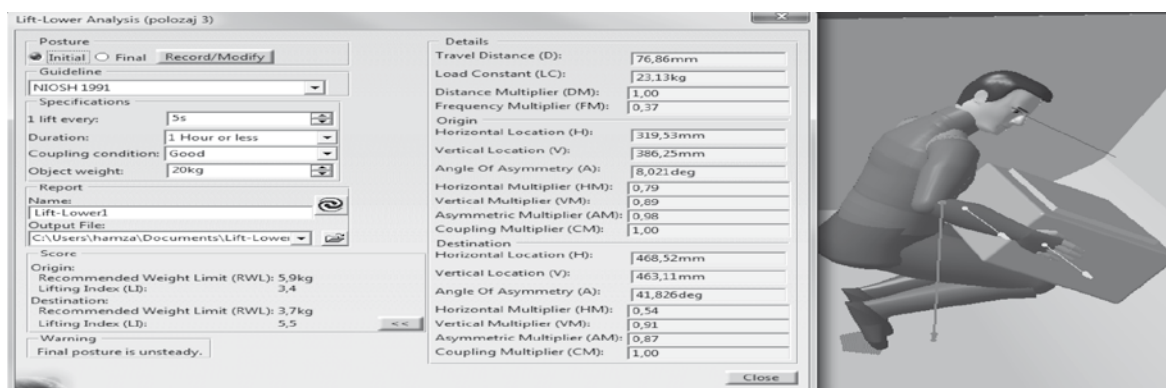 Lift-Lower Analysis (polozaj 3)
Posture
Initial Final Record/Modify
Guideline
NIOSH 1991
Specifications
1 lift every: 5s
Duration: 1 Hour or less
Coupling condition: Good
Object weight: 20kg
Report
Name:
Lift-Lower1
Output File:
C:\Users\hamza\Documents\Lift-Lower
Score
Origin:
Recommended Weight Limit (RWL): 5,9kg
Lifting Index (LI): 3,4
Destination:
Recommended Weight Limit (RWL): 3,7kg
Lifting Index (LI): 5,5
<<
Warning
Final posture is unsteady.
Details
Travel Distance (D): 76,86mm
Load Constant (LC): 23,13kg
Distance Multiplier (DM): 1,00
Frequency Multiplier (FM): 0,37
Origin
Horizontal Location (H): 319,53mm
Vertical Location (V): 386,25mm
Angle Of Asymmetry (A): 8,021deg
Horizontal Multiplier (HM): 0,79
Vertical Multiplier (VM): 0,89
Asymmetric Multiplier (AM): 0,98
Coupling Multiplier (CM): 1,00
Destination
Horizontal Location (H): 468,52mm
Vertical Location (V): 463,11mm
Angle Of Asymmetry (A): 41,826deg
Horizontal Multiplier (HM): 0,54
Vertical Multiplier (VM): 0,91
Asymmetric Multiplier (AM): 0,87
Coupling Multiplier (CM): 1,00
Close